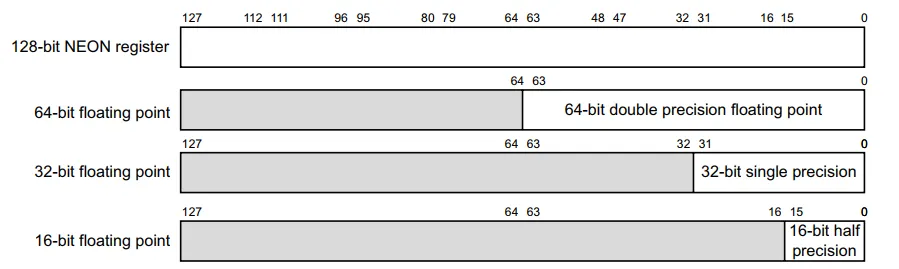 127 112 111 96 95 80 79 64 63 48 47 32 31 16 15 0
128-bit NEON register
64 63 0
64-bit floating point 64-bit double precision floating point
127 64 63 32 31 0
32-bit floating point 32-bit single precision
127 64 63 16 15 0
16-bit floating point 16-bit half
precision